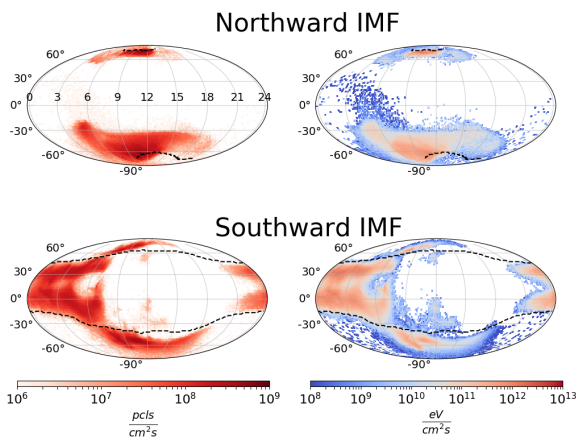 Northward IMF
60° 60°
30° 30°
0° 0 3 6 9 12 15 18 21 24 0°
-30° -30°
-60° -60°
-90° -90°
Southward IMF
60° 60°
30° 30°
0° 0°
-30° -30°
-60° -60°
-90° -90°
10⁶ 10⁷ 10⁸ 10⁹ 10⁸ 10⁹ 10¹⁰ 10¹¹ 10¹² 10¹³
pcls eV
cm²s cm²s